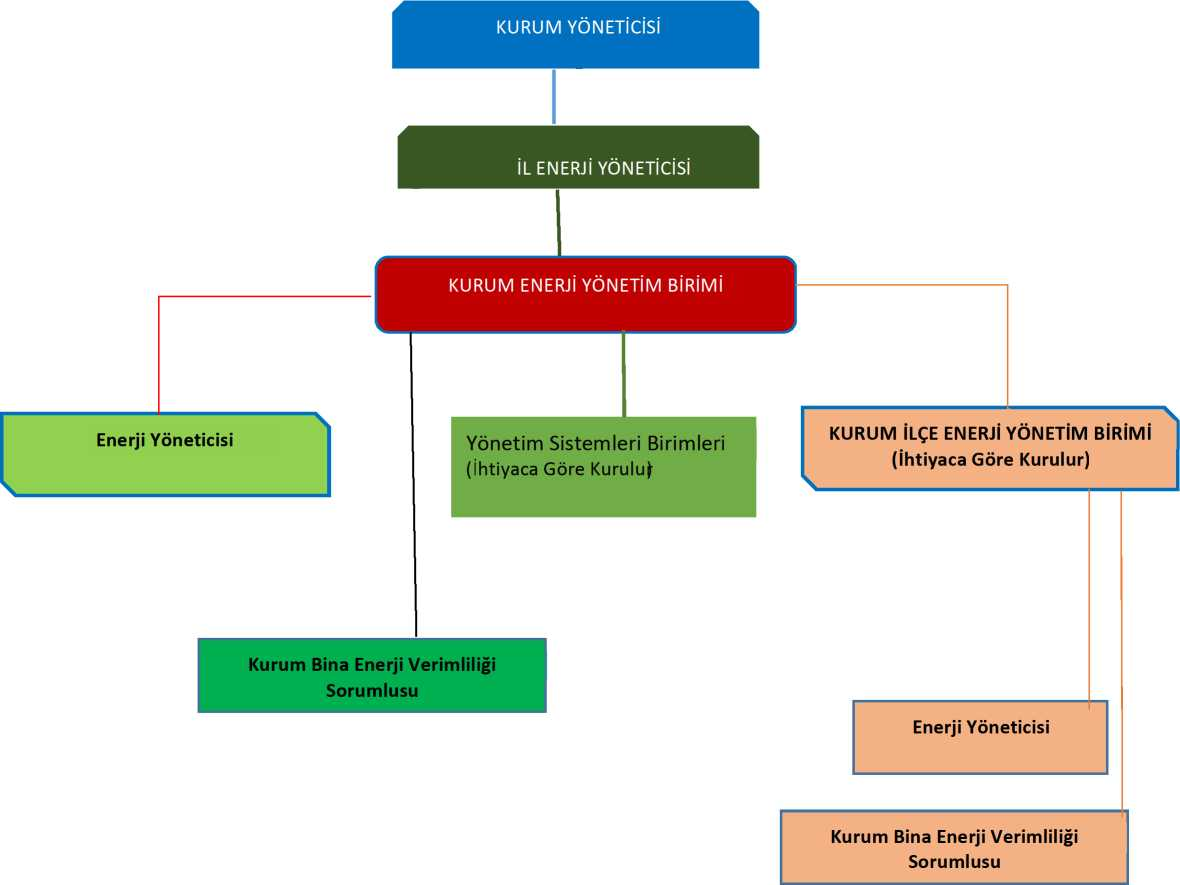 KURUM YÖNETİCİSİ
İL ENERJİ YÖNETİCİSİ
KURUM ENERJİ YÖNETİM BİRİMİ
Enerji Yöneticisi
Yönetim Sistemleri Birimleri
(İhtiyaca Göre Kurulur)
KURUM İLÇE ENERJİ YÖNETİM BİRİMİ
(İhtiyaca Göre Kurulur)
Kurum Bina Enerji Verimliliği
Sorumlusu
Enerji Yöneticisi
Kurum Bina Enerji Verimliliği
Sorumlusu